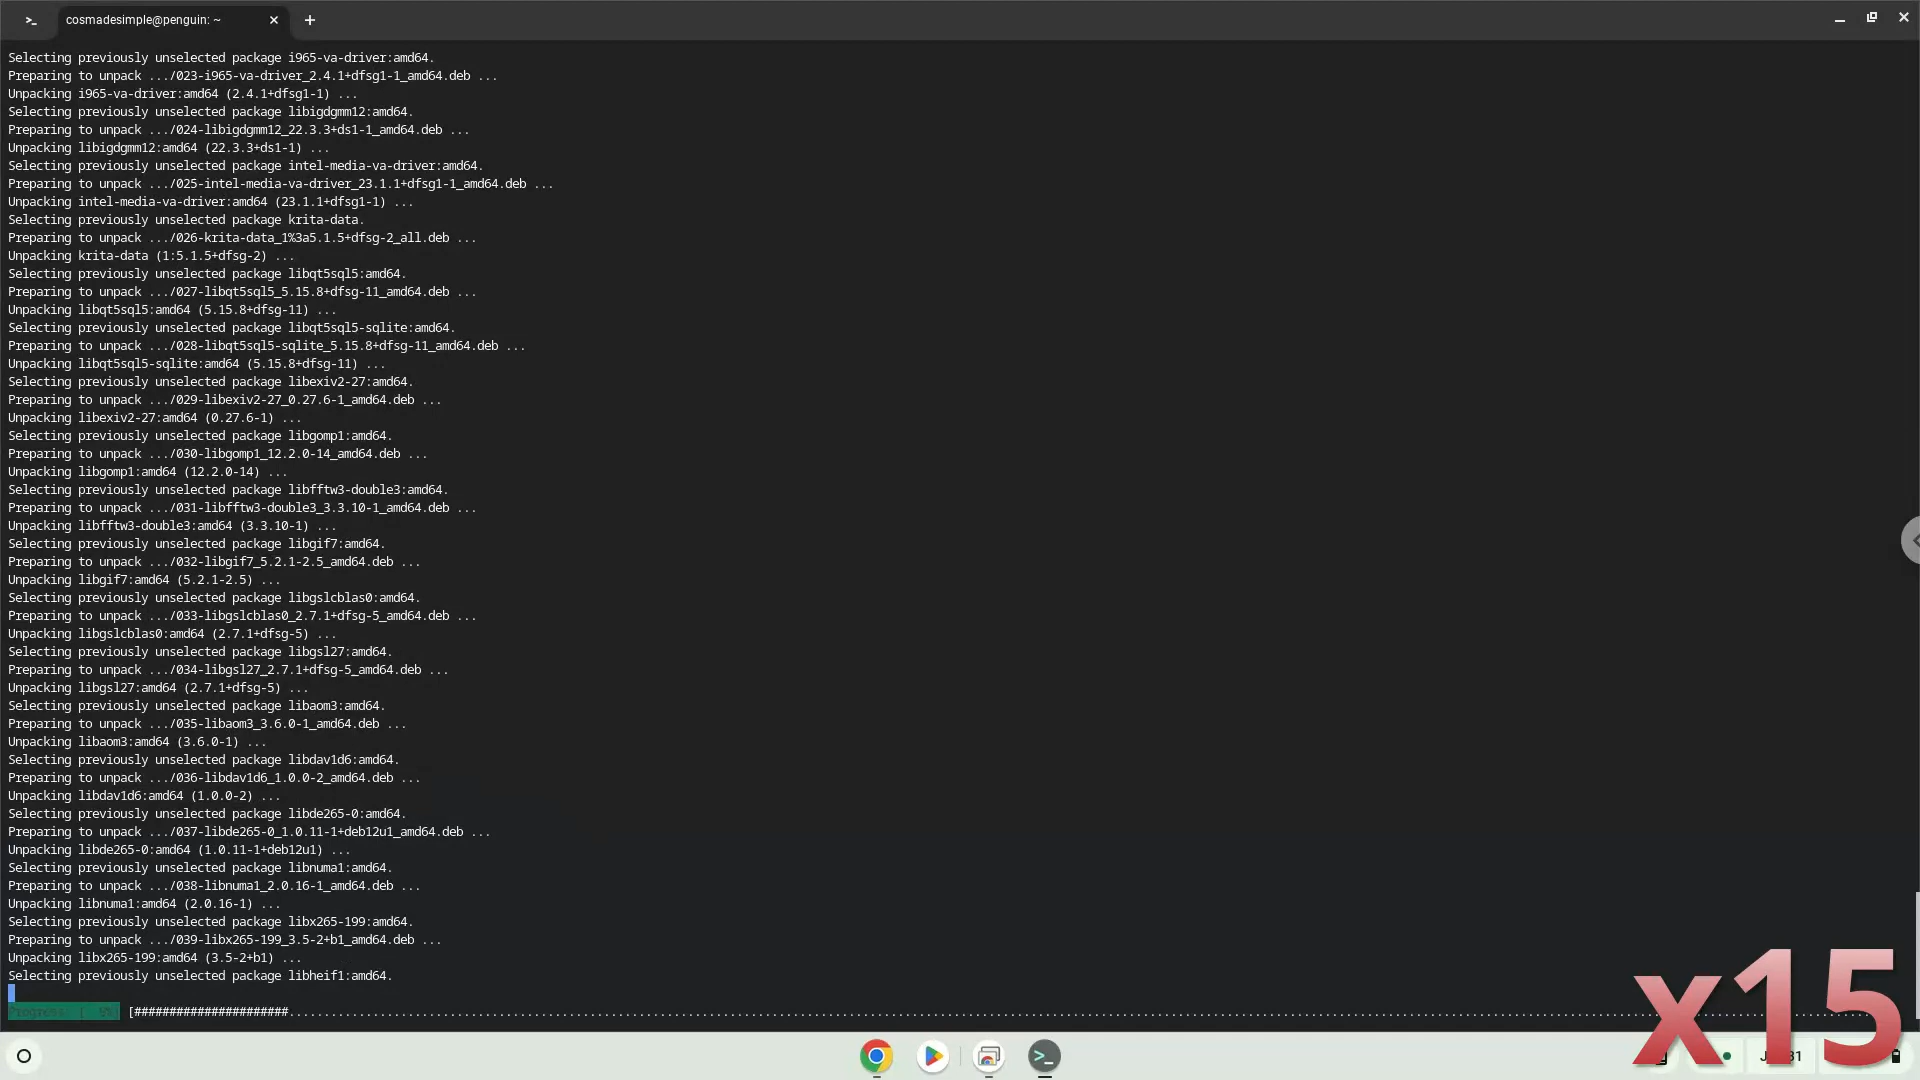 cosmadesimple@penguin: ~
Selecting previously unselected package i965-va-driver:amd64.
Preparing to unpack .../023-i965-va-driver_2.4.1+dfsg1-1_amd64.deb ...
Unpacking i965-va-driver:amd64 (2.4.1+dfsg1-1) ...
Selecting previously unselected package libigdgmm12:amd64.
Preparing to unpack .../024-libigdgmm12_22.3.3+ds1-1_amd64.deb ...
Unpacking libigdgmm12:amd64 (22.3.3+ds1-1) ...
Selecting previously unselected package intel-media-va-driver:amd64.
Preparing to unpack .../025-intel-media-va-driver_23.1.1+dfsg1-1_amd64.deb ...
Unpacking intel-media-va-driver:amd64 (23.1.1+dfsg1-1) ...
Selecting previously unselected package krita-data.
Preparing to unpack .../026-krita-data_1%3a5.1.5+dfsg-2_all.deb ...
Unpacking krita-data (1:5.1.5+dfsg-2) ...
Selecting previously unselected package libqt5sql5:amd64.
Preparing to unpack .../027-libqt5sql5_5.15.8+dfsg-11_amd64.deb ...
Unpacking libqt5sql5:amd64 (5.15.8+dfsg-11) ...
Selecting previously unselected package libqt5sql5-sqlite:amd64.
Preparing to unpack .../028-libqt5sql5-sqlite_5.15.8+dfsg-11_amd64.deb ...
Unpacking libqt5sql5-sqlite:amd64 (5.15.8+dfsg-11) ...
Selecting previously unselected package libexiv2-27:amd64.
Preparing to unpack .../029-libexiv2-27_0.27.6-1_amd64.deb ...
Unpacking libexiv2-27:amd64 (0.27.6-1) ...
Selecting previously unselected package libgomp1:amd64.
Preparing to unpack .../030-libgomp1_12.2.0-14_amd64.deb ...
Unpacking libgomp1:amd64 (12.2.0-14) ...
Selecting previously unselected package libfftw3-double3:amd64.
Preparing to unpack .../031-libfftw3-double3_3.3.10-1_amd64.deb ...
Unpacking libfftw3-double3:amd64 (3.3.10-1) ...
Selecting previously unselected package libgif7:amd64.
Preparing to unpack .../032-libgif7_5.2.1-2.5_amd64.deb ...
Unpacking libgif7:amd64 (5.2.1-2.5) ...
Selecting previously unselected package libgslcblas0:amd64.
Preparing to unpack .../033-libgslcblas0_2.7.1+dfsg-5_amd64.deb ...
Unpacking libgslcblas0:amd64 (2.7.1+dfsg-5) ...
Selecting previously unselected package libgsl27:amd64.
Preparing to unpack .../034-libgsl27_2.7.1+dfsg-5_amd64.deb ...
Unpacking libgsl27:amd64 (2.7.1+dfsg-5) ...
Selecting previously unselected package libaom3:amd64.
Preparing to unpack .../035-libaom3_3.6.0-1_amd64.deb ...
Unpacking libaom3:amd64 (3.6.0-1) ...
Selecting previously unselected package libdav1d6:amd64.
Preparing to unpack .../036-libdav1d6_1.0.0-2_amd64.deb ...
Unpacking libdav1d6:amd64 (1.0.0-2) ...
Selecting previously unselected package libde265-0:amd64.
Preparing to unpack .../037-libde265-0_1.0.11-1+deb12u1_amd64.deb ...
Unpacking libde265-0:amd64 (1.0.11-1+deb12u1) ...
Selecting previously unselected package libnuma1:amd64.
Preparing to unpack .../038-libnuma1_2.0.16-1_amd64.deb ...
Unpacking libnuma1:amd64 (2.0.16-1) ...
Selecting previously unselected package libx265-199:amd64.
Preparing to unpack .../039-libx265-199_3.5-2+b1_amd64.deb ...
Unpacking libx265-199:amd64 (3.5-2+b1) ...
Selecting previously unselected package libheif1:amd64.
Progress: [######################
x15